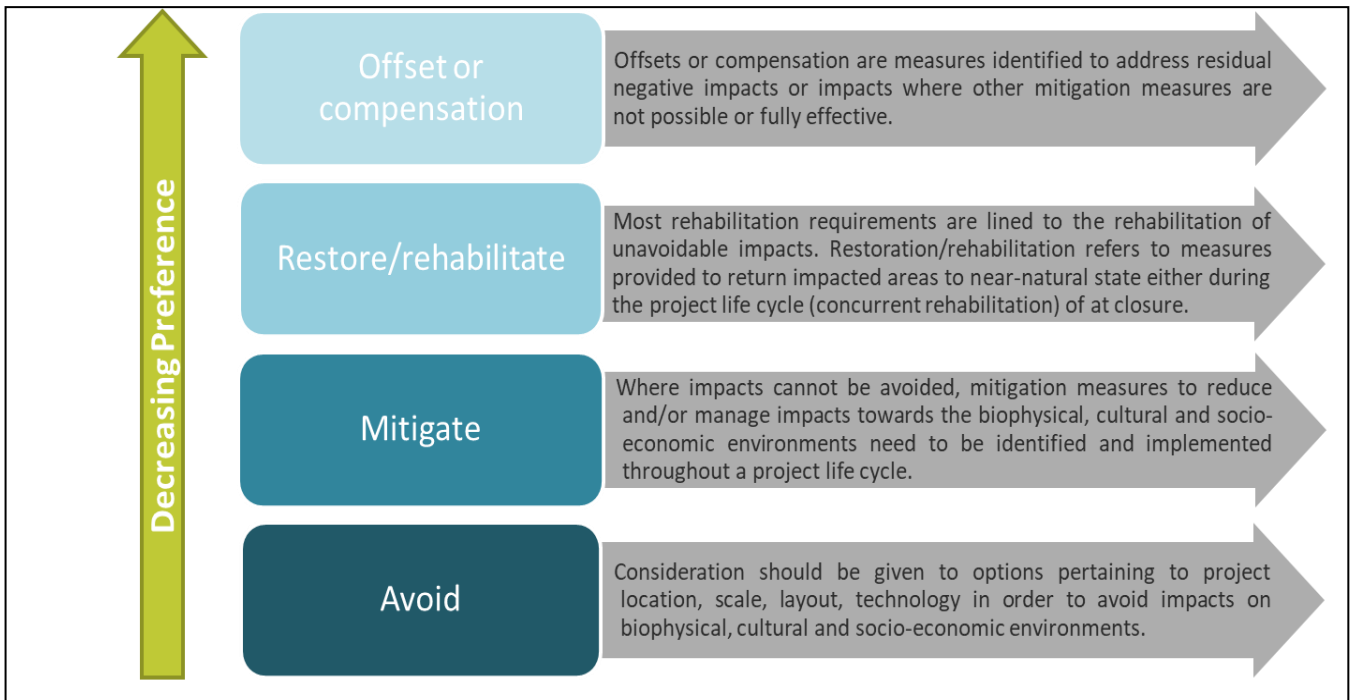 Decreasing Preference
Offset or
compensation
Offsets or compensation are measures identified to address residual
negative impacts or impacts where other mitigation measures are
not possible or fully effective.
Restore/rehabilitate
Most rehabilitation requirements are lined to the rehabilitation of
unavoidable impacts. Restoration/rehabilitation refers to measures
provided to return impacted areas to near-natural state either during
the project life cycle (concurrent rehabilitation) of at closure.
Mitigate
Where impacts cannot be avoided, mitigation measures to reduce
and/or manage impacts towards the biophysical, cultural and socio-
economic environments need to be identified and implemented
throughout a project life cycle.
Avoid
Consideration should be given to options pertaining to project
location, scale, layout, technology in order to avoid impacts on
biophysical, cultural and socio-economic environments.